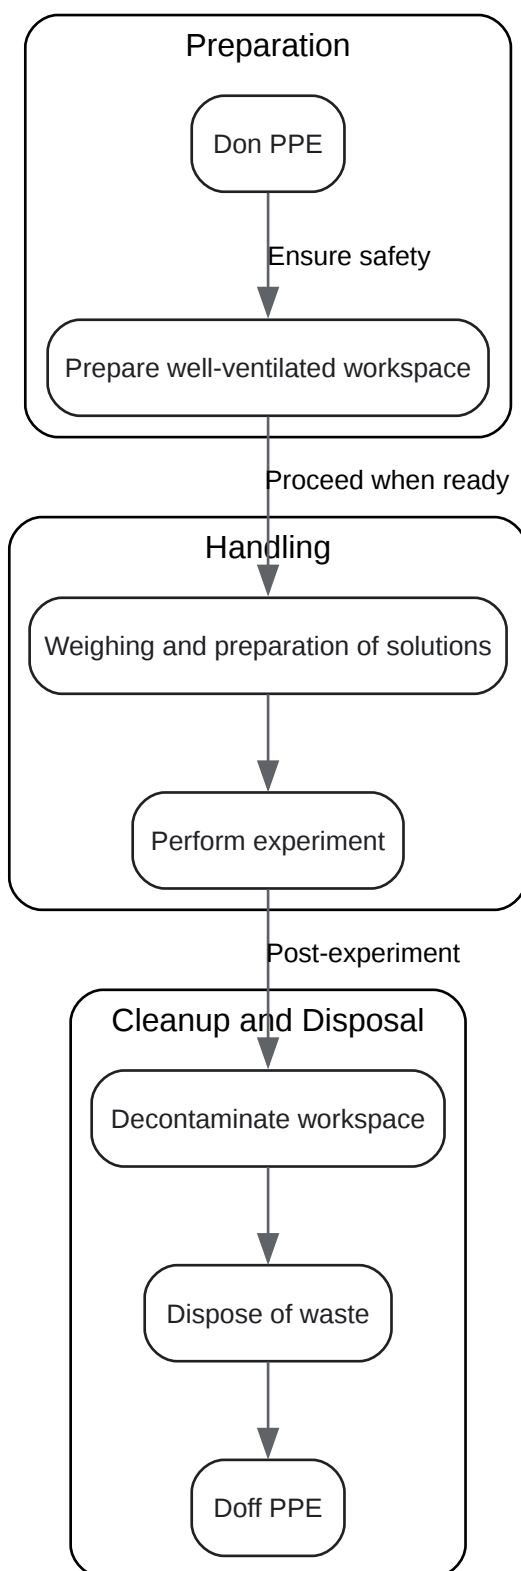 Preparation
Don PPE
Ensure safety
Prepare well-ventilated workspace
Proceed when ready
Handling
Weighing and preparation of solutions
Perform experiment
Post-experiment
Cleanup and Disposal
Decontaminate workspace
Dispose of waste
Doff PPE